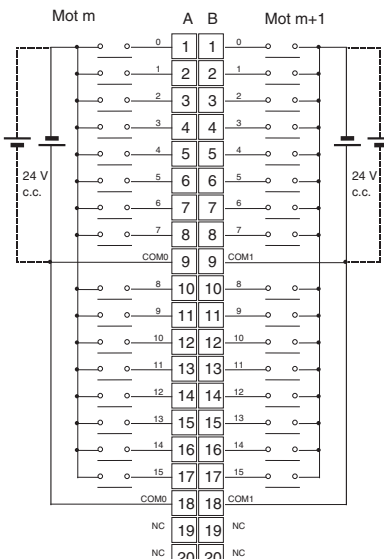 Mot m A B Mot m+1
0 1 1 0
1 2 2 1
2 3 3 2
3 4 4 3
4 5 5 4
24 V 24 V
c.c. c.c.
5 6 6 5
6 7 7 6
7 8 8 7
COM0 9 9 COM1
8 10 10 8
9 11 11 9
10 12 12 10
11 13 13 11
12 14 14 12
13 15 15 13
14 16 16 14
15 17 17 15
COM0 18 18 COM1
NC 19 19 NC
NC 20 20 NC